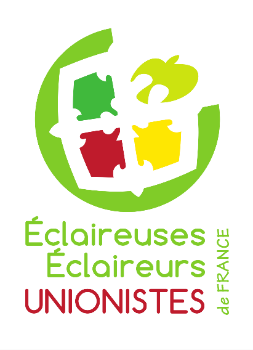 Éclaireuses
Éclaireurs
UNIONISTES
de FRANCE